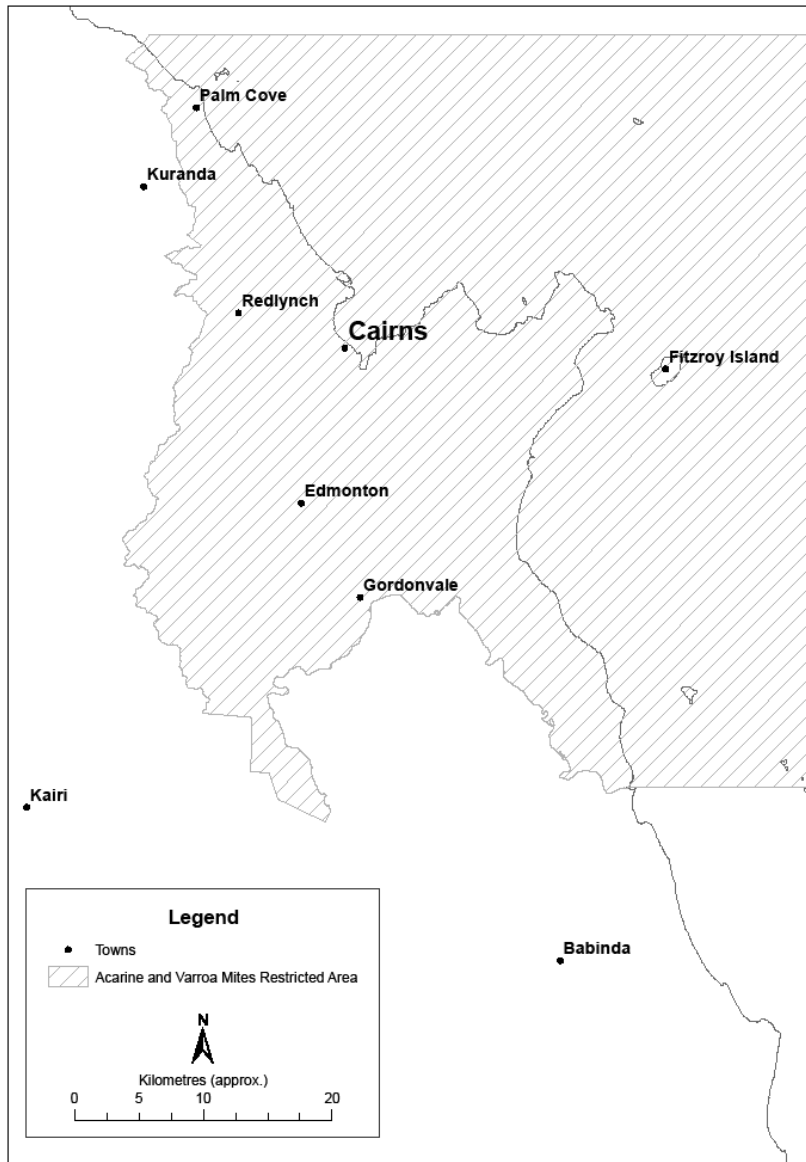 Palm Cove
Kuranda
Redlynch
Cairns
Fitzroy Island
Edmonton
Gordonvale
Kairi
Babinda
Legend
Towns
Acarine and Varroa Mites Restricted Area
N
Kilometres (approx.)
0 5 10 20